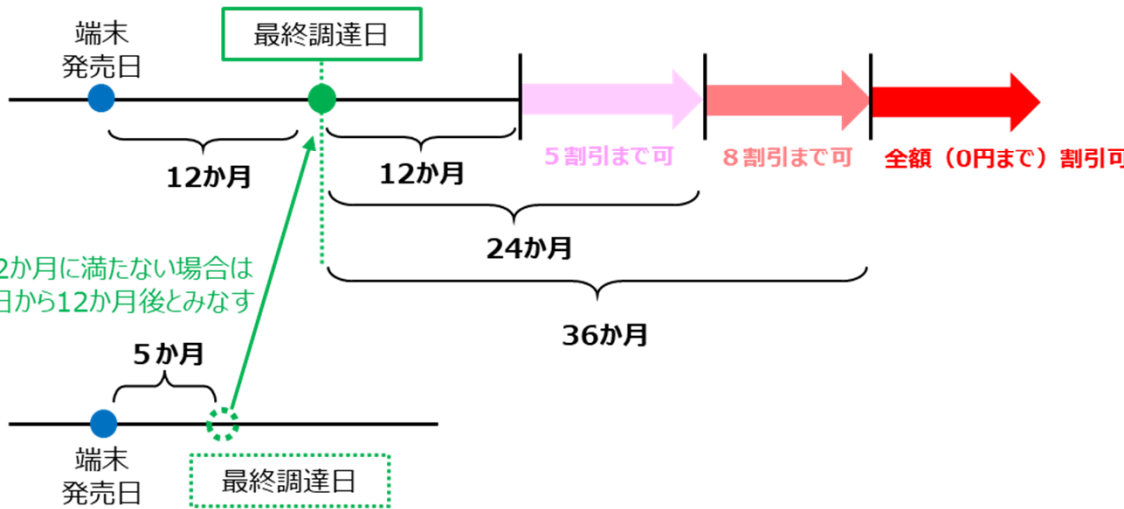 端末
発売日
最終調達日
12か月
12か月
5割引まで可
8割引まで可
全額（0円まで）割引可
24か月
2か月に満たない場合は
日から12か月後とみなす
36か月
5か月
端末
発売日
最終調達日